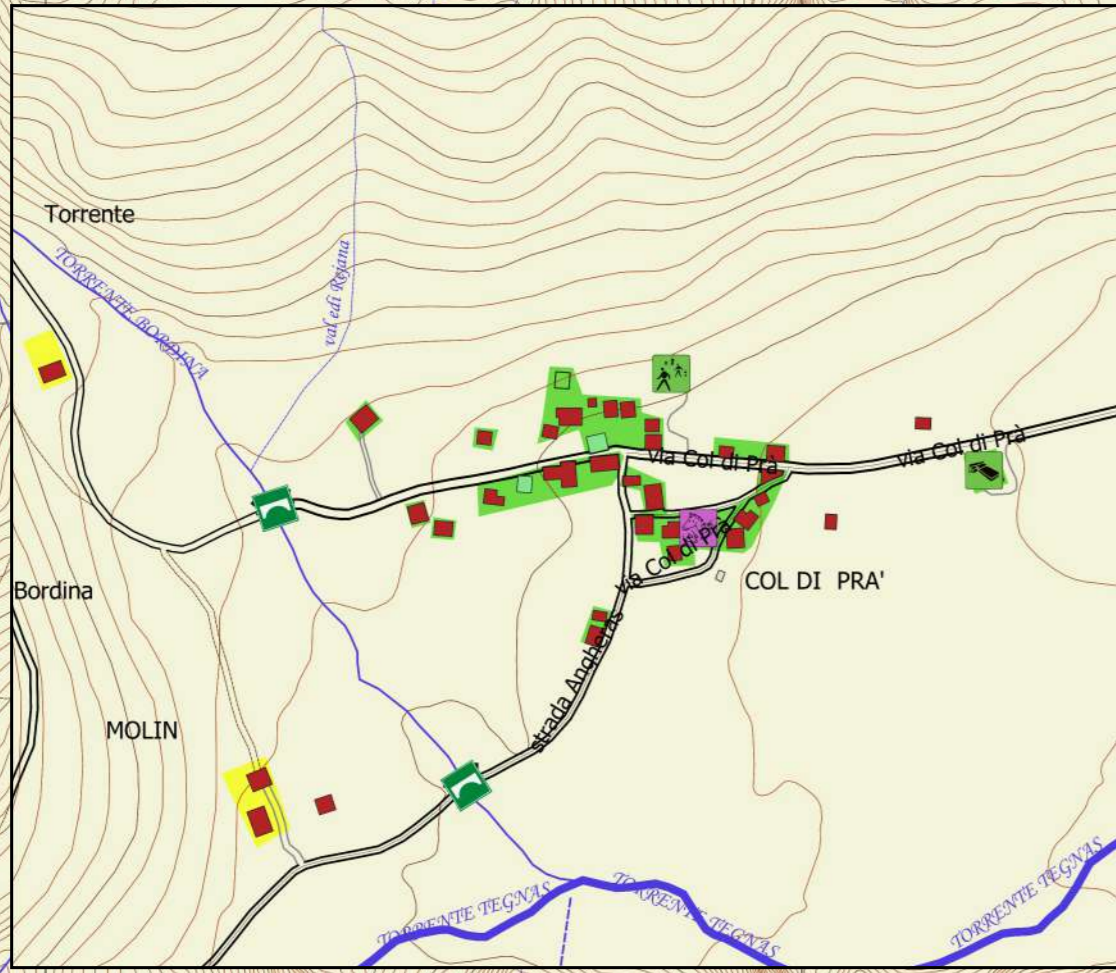 Torrente
TORRENTE BORDINA
val edi Rejana
via Col di Prà
via Col di Prà
via Col di Prà
COL DI PRA'
Bordina
strada Angheras
MOLIN
TORRENTE TEGNAS
TORRENTE TEGNAS
TORRENTE TEGNAS